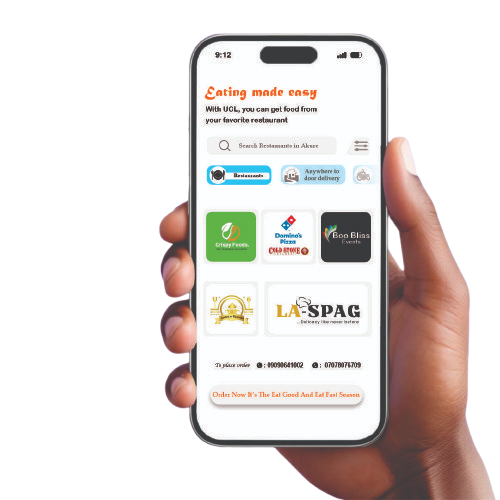 9:12
Eating made easy
With UCL, you can get food from
your favorite restaurant
Search Restaurants in Akure
Restaurants
Anywhere to
door delivery
Crispy Foods.
Domino's
Pizza
COLD STONE
Boo Bliss
Events
LA-SPAG
...Delicasy like never before
To place order : 09090641002 : 07078076709
Order Now It's The Eat Good And Eat Fast Season